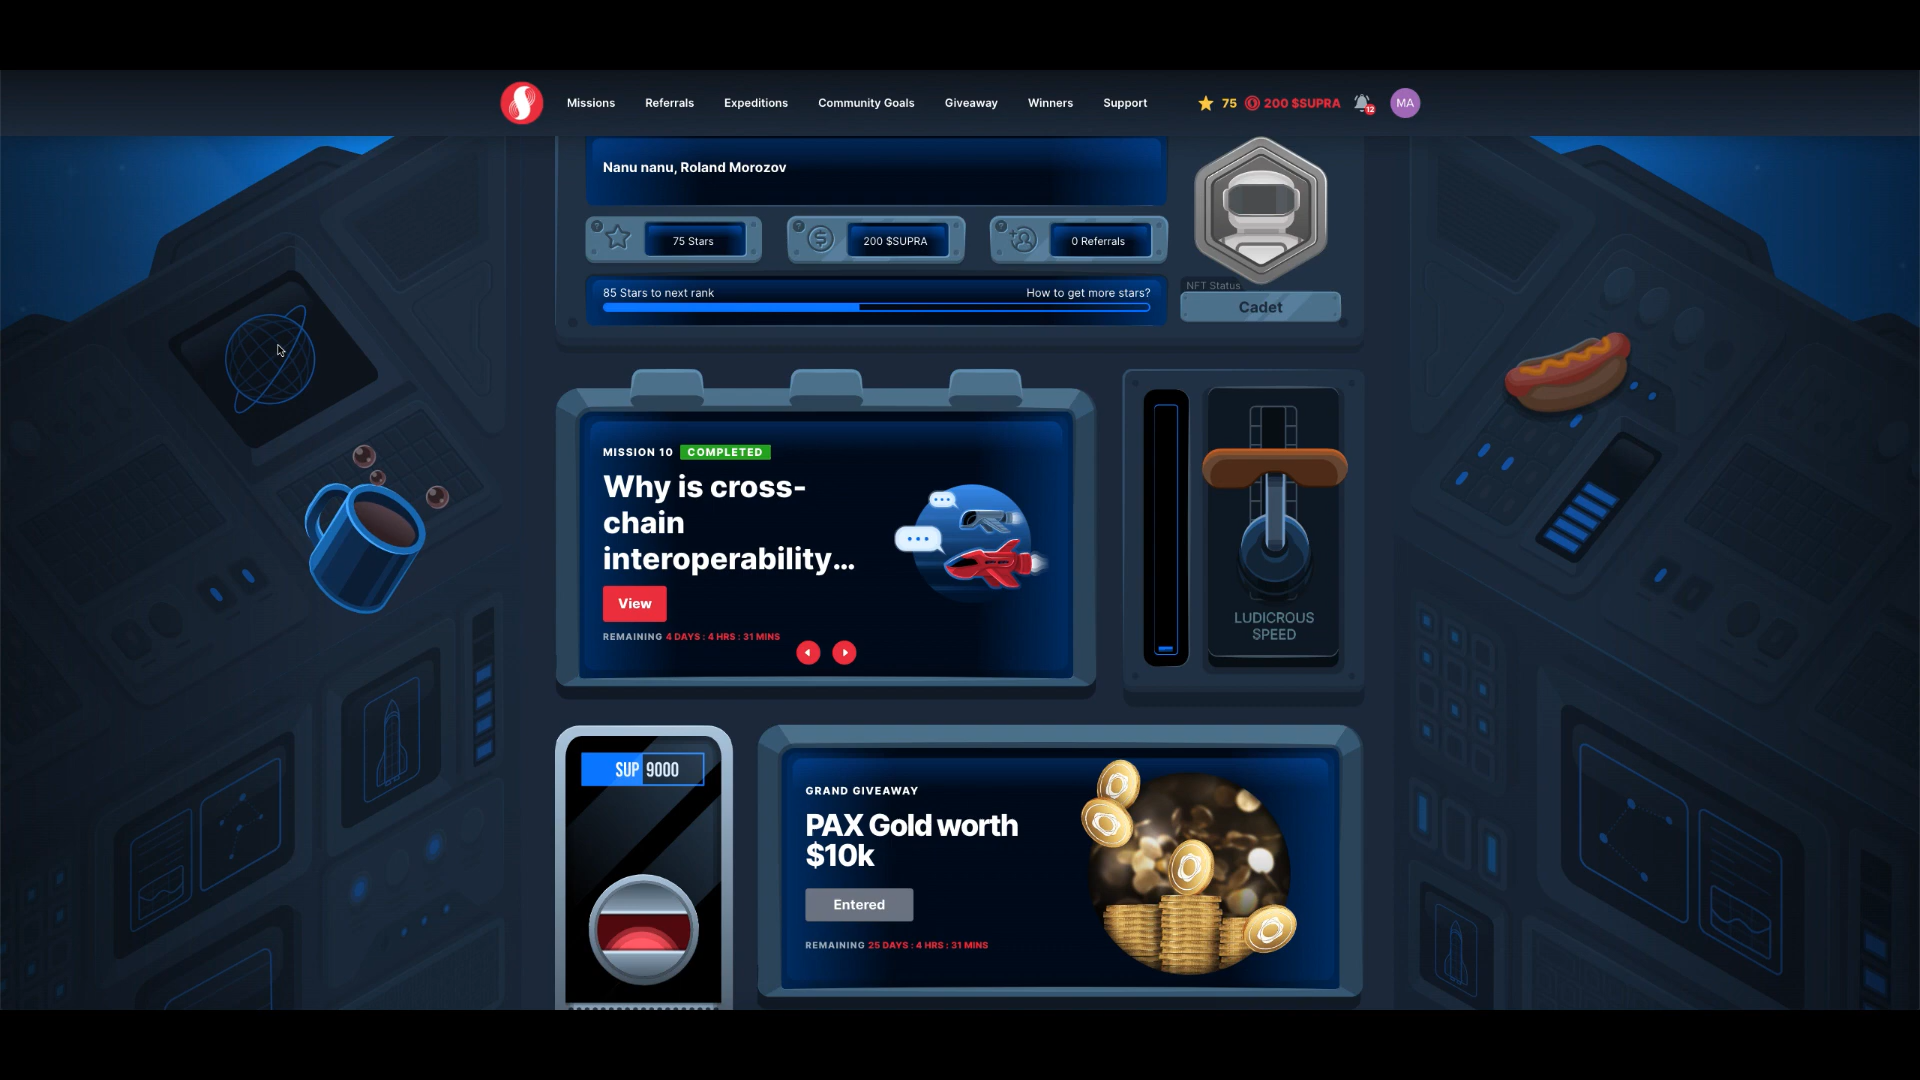 Missions
Referrals
Expeditions
Community Goals
Giveaway
Winners
Support
75
200 $SUPRA
12
MA
Nanu nanu, Roland Morozov
75 Stars
200 $SUPRA
0 Referrals
85 Stars to next rank
How to get more stars?
NFT Status
Cadet
MISSION 10 COMPLETED
Why is cross-
chain
interoperability...
View
REMAINING 4 DAYS : 4 HRS : 31 MINS
LUDICROUS
SPEED
SUP 9000
GRAND GIVEAWAY
PAX Gold worth
$10k
Entered
REMAINING 25 DAYS : 4 HRS : 31 MINS